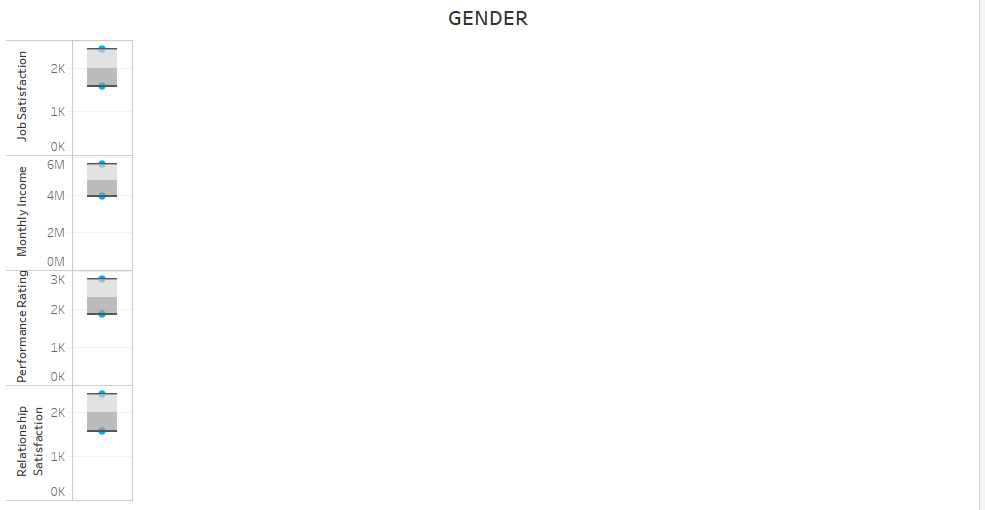 GENDER
Job Satisfaction
2K
1K
0K
Monthly Income
6M
4M
2M
0M
Performance Rating
3K
2K
1K
0K
Relationship
Satisfaction
2K
1K
0K